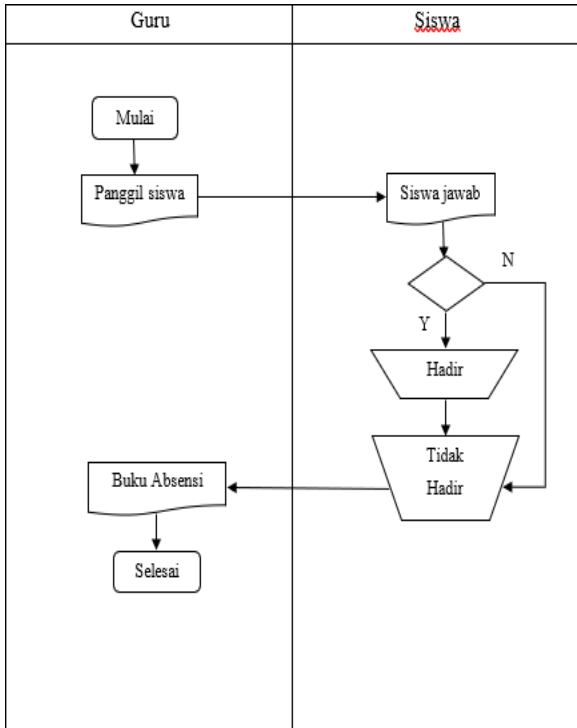 Guru
Siswa
Mulai
Panggil siswa
Siswa jawab
N
Y
Hadir
Tidak
Hadir
Buku Absensi
Selesai